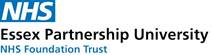 NHS
Essex Partnership University
NHS Foundation Trust